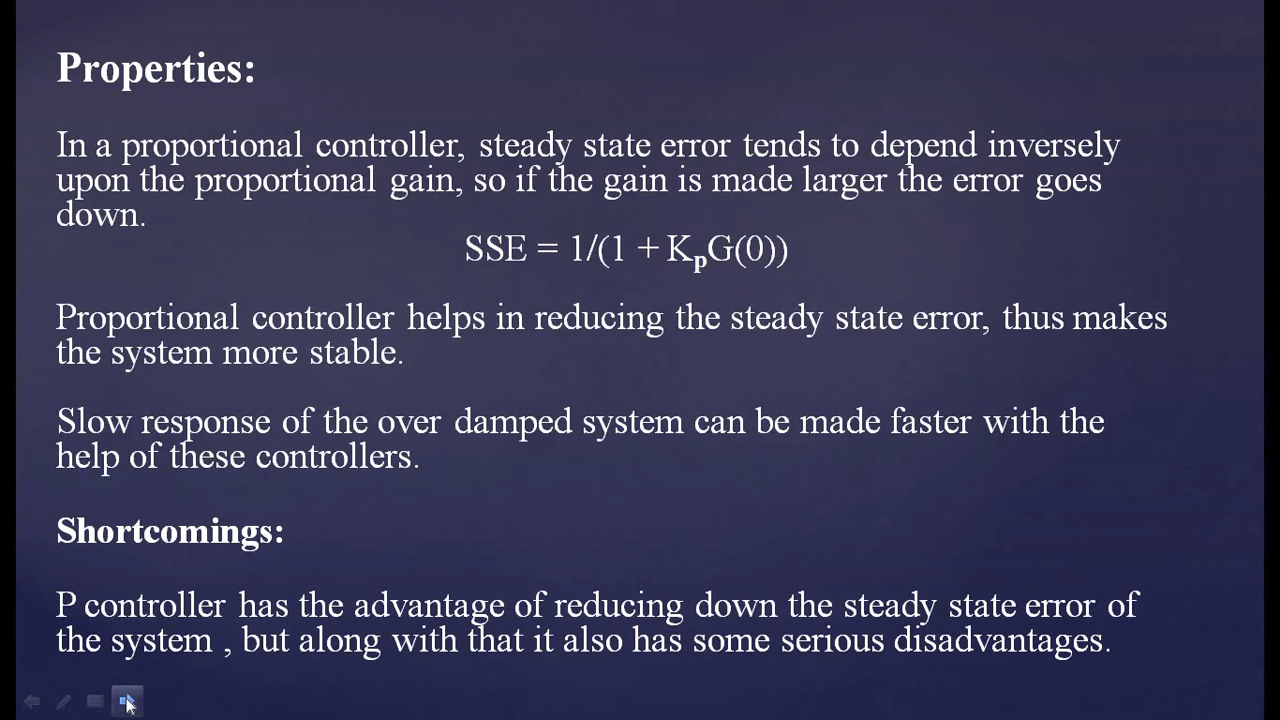 Properties:
In a proportional controller, steady state error tends to depend inversely
upon the proportional gain, so if the gain is made larger the error goes
down.
SSE = 1/(1 + KpG(0))
Proportional controller helps in reducing the steady state error, thus makes
the system more stable.
Slow response of the over damped system can be made faster with the
help of these controllers.
Shortcomings:
P controller has the advantage of reducing down the steady state error of
the system , but along with that it also has some serious disadvantages.